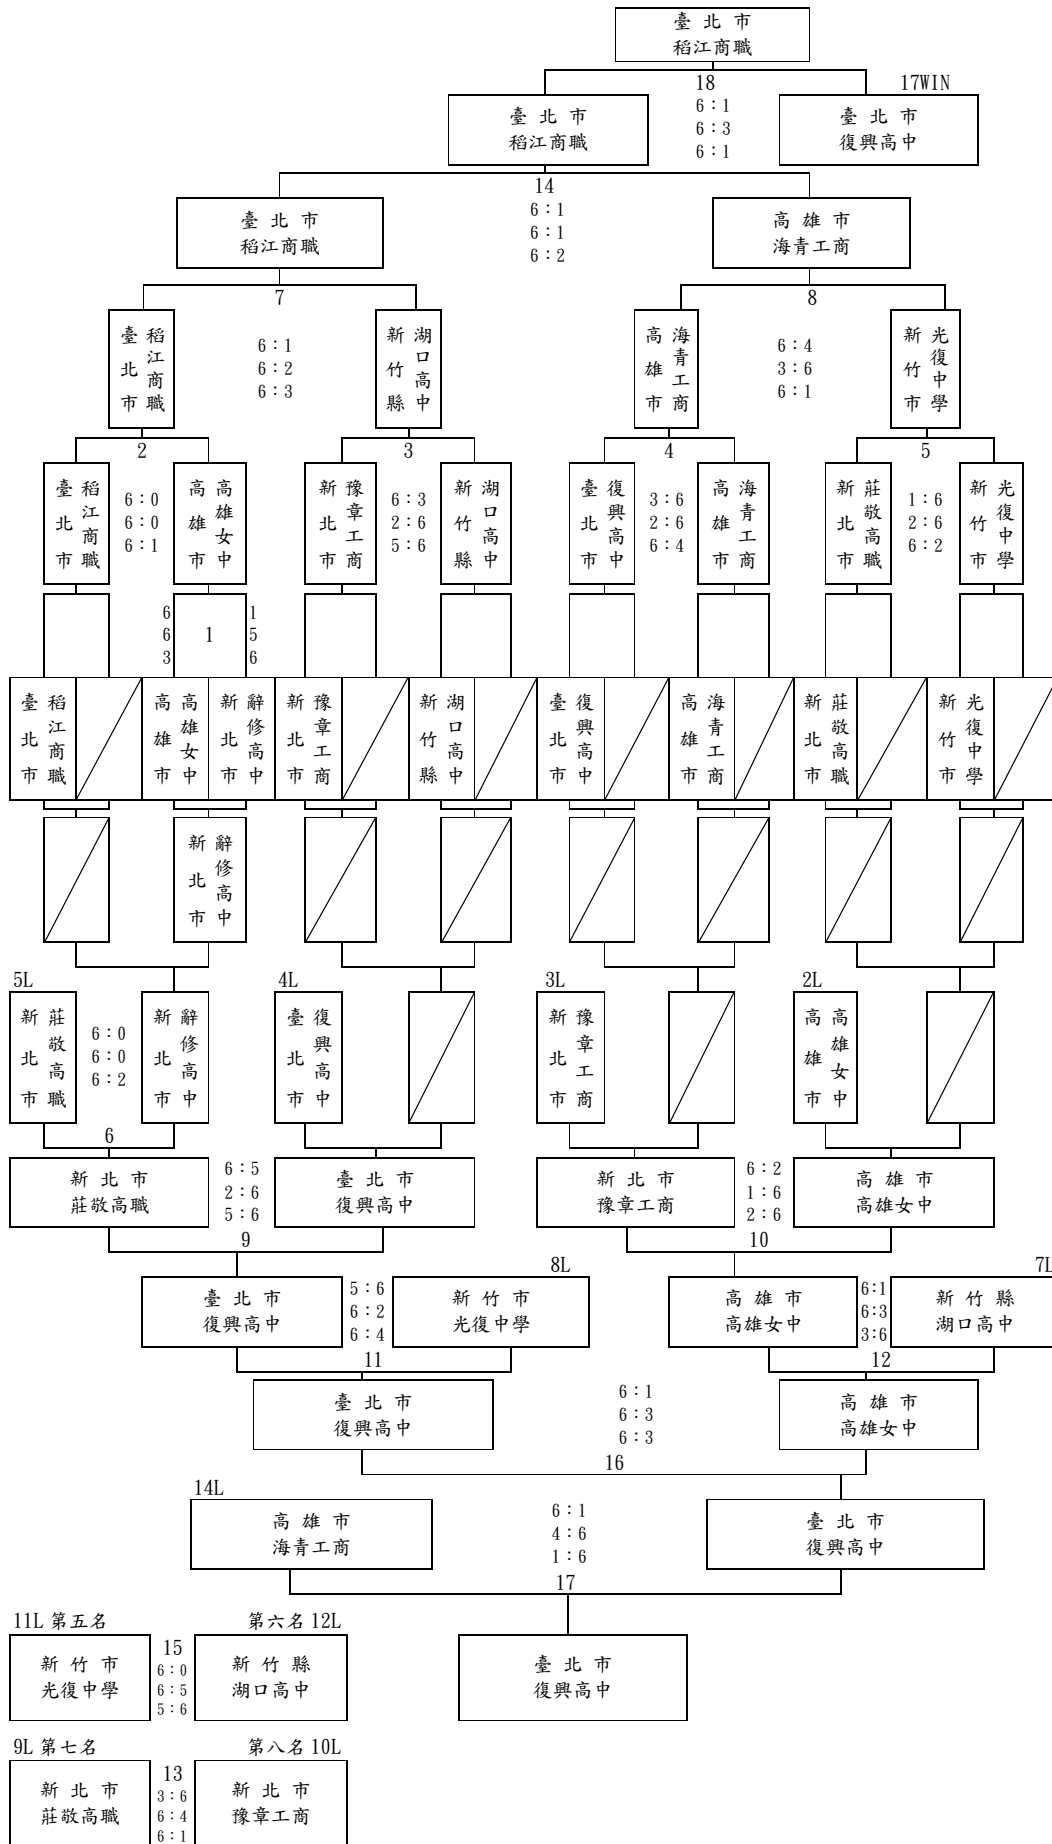 臺北市
稻江商職
18
17WIN
6：1
6：3
6：1
臺北市
稻江商職
臺北市
復興高中
14
6：1
6：1
6：2
臺北市
稻江商職
高雄市
海青工商
7
8
臺北市
稻江商職
6：1
6：2
6：3
新竹縣
湖口高中
高雄市
海青工商
6：4
3：6
6：1
新竹市
光復中學
2
3
4
5
臺北市
稻江商職
6：0
6：0
6：1
高雄市
高雄女中
新北市
豫章工商
6：3
2：6
5：6
新竹縣
湖口高中
臺北市
復興高中
3：6
2：6
6：4
高雄市
海青工商
新北市
莊敬高職
1：6
2：6
6：2
新竹市
光復中學
6
6
3
1
1
5
6
臺北市
稻江商職
高雄市
高雄女中
新北市
辭修高中
新北市
豫章工商
新竹縣
湖口高中
臺北市
復興高中
高雄市
海青工商
新北市
莊敬高職
新竹市
光復中學
新北市
辭修高中
5L
4L
3L
2L
新北市
莊敬高職
6：0
6：0
6：2
新北市
辭修高中
臺北市
復興高中
新北市
豫章工商
高雄市
高雄女中
6
新北市
莊敬高職
6：5
2：6
5：6
臺北市
復興高中
新北市
豫章工商
6：2
1：6
2：6
高雄市
高雄女中
9
10
8L
7L
臺北市
復興高中
5：6
6：2
6：4
新竹市
光復中學
高雄市
高雄女中
6:1
6:3
3:6
新竹縣
湖口高中
11
12
臺北市
復興高中
6：1
6：3
6：3
高雄市
高雄女中
16
14L
高雄市
海青工商
6：1
4：6
1：6
臺北市
復興高中
17
11L 第五名
第六名 12L
新竹市
光復中學
15
6：0
6：5
5：6
新竹縣
湖口高中
臺北市
復興高中
9L 第七名
第八名 10L
新北市
莊敬高職
13
3：6
6：4
6：1
新北市
豫章工商